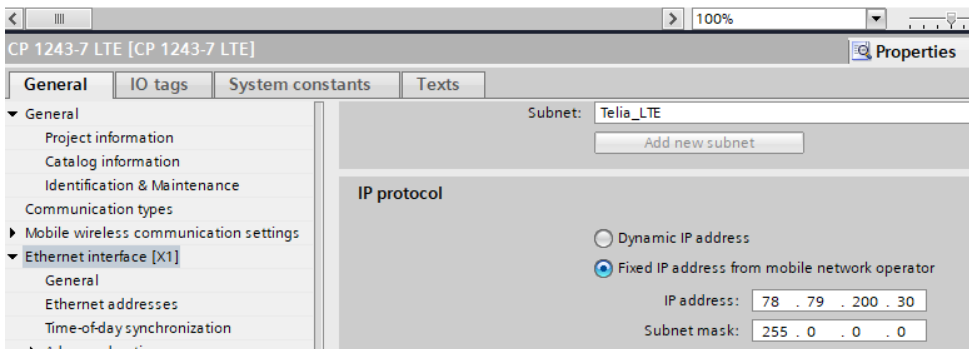 100%
CP 1243-7 LTE [CP 1243-7 LTE]
Properties
General IO tags System constants Texts
General
Project information
Catalog information
Identification & Maintenance
Communication types
Mobile wireless communication settings
Ethernet interface [X1]
General
Ethernet addresses
Time-of-day synchronization
Subnet: Telia_LTE
Add new subnet
IP protocol
Dynamic IP address
Fixed IP address from mobile network operator
IP address: 78 . 79 . 200 . 30
Subnet mask: 255 . 0 . 0 . 0